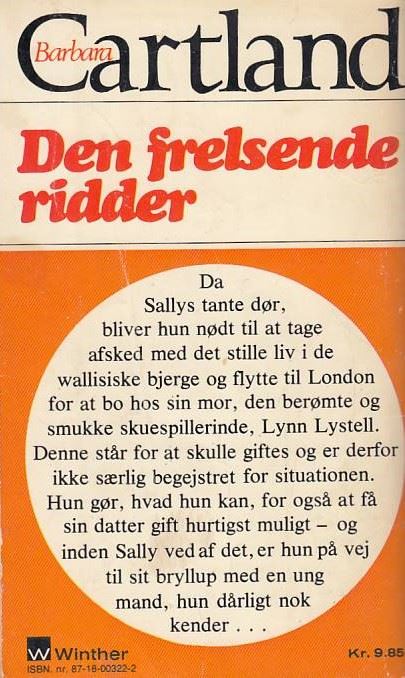 Barbara
Cartland
Den frelsende
ridder
Da
Sallys tante dør,
bliver hun nødt til at tage
afsked med det stille liv i de
wallisiske bjerge og flytte til London
for at bo hos sin mor, den berømte og
smukke skuespillerinde, Lynn Lystell.
Denne står for at skulle giftes og er derfor
ikke særlig begejstret for situationen.
Hun gør, hvad hun kan, for også at få
sin datter gift hurtigst muligt – og
inden Sally ved af det, er hun på vej
til sit bryllup med en ung
mand, hun dårligt nok
kender . . .
W Winther
Kr. 9.85
ISBN. nr. 87-18-00322-2